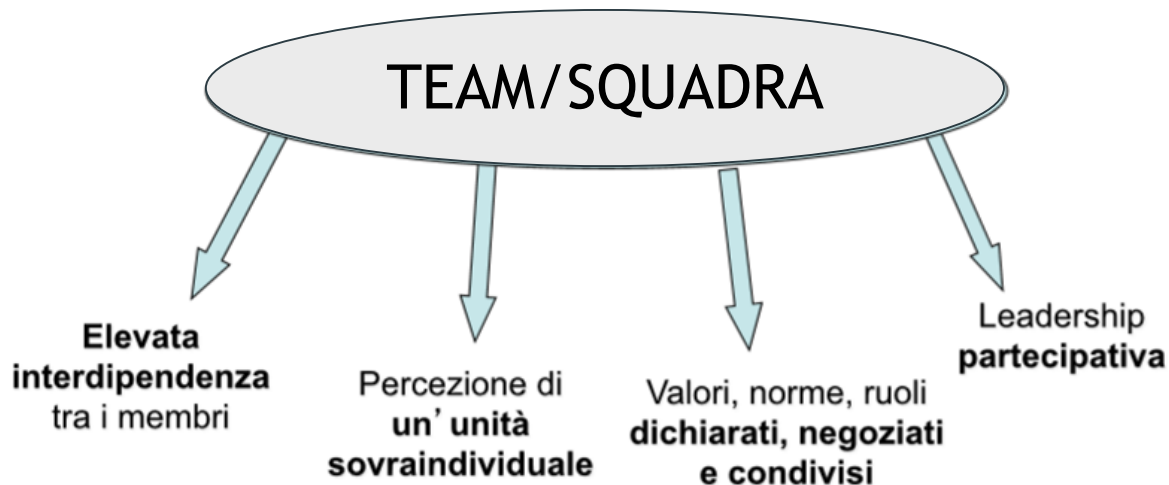 TEAM/SQUADRA
Elevata
interdipendenza
tra i membri
Percezione di
un’ unità
sovraindividuale
Valori, norme, ruoli
dichiarati, negoziati
e condivisi
Leadership
partecipativa